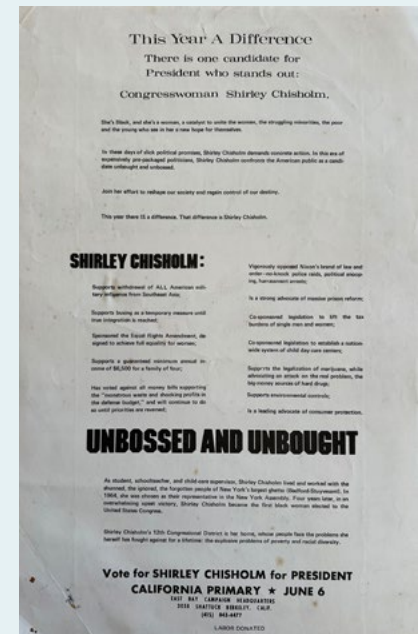 This Year A Difference
There is one candidate for
President who stands out:
Congresswoman Shirley Chisholm.
She's Black, and she's a woman, a catalyst to unite the women, the struggling minorities, the poor
and the young who see in her a new hope for themselves.
In these days of slick political promises, Shirley Chisholm demands concrete action. In this era of
expensively pre-packaged politicians, Shirley Chisholm confronts the American public as a candi-
date unbought and unbossed.
Join her effort to reshape our society and regain control of our destiny.
This year there IS a difference. That difference is Shirley Chisholm.
SHIRLEY CHISHOLM:
Supports withdrawal of ALL American mili-
tary influence from Southeast Asia;
Supports busing as a temporary measure until
true integration is reached;
Sponsored the Equal Rights Amendment, de-
signed to achieve full equality for women;
Supports a guaranteed minimum annual in-
come of $6,500 for a family of four;
Has voted against all money bills supporting
the "monstrous waste and shocking profits in
the defense budget," and will continue to do
so until priorities are reversed;
Vigorously opposed Nixon's brand of law and
order–no-knock police raids, political snoop-
ing, harassment arrests;
Is a strong advocate of massive prison reform;
Co-sponsored legislation to lift the tax
burdens of single men and women;
Co-sponsored legislation to establish a nation-
wide system of child day care centers;
Supports the legalization of marijuana, while
advocating an attack on the real problem, the
big-money sources of hard drugs;
Supports environmental controls;
Is a leading advocate of consumer protection.
UNBOSSED AND UNBOUGHT
As student, schoolteacher, and child-care supervisor, Shirley Chisholm lived and worked with the
shunned, the ignored, the forgotten people of New York's largest ghetto (Bedford-Stuyvesant). In
1964, she was chosen as their representative in the New York Assembly. Four years later, in an
overwhelming upset victory, Shirley Chisholm became the first black woman elected to the
United States Congress.
Shirley Chisholm's 12th Congressional District is her home, whose people face the problems she
herself has fought against for a lifetime: the explosive problems of poverty and racial diversity.
Vote for SHIRLEY CHISHOLM for PRESIDENT
CALIFORNIA PRIMARY ★ JUNE 6
EAST BAY CAMPAIGN HEADQUARTERS
SHATTUCK BERKELEY, CALIF.
(415)
LABOR DONATED